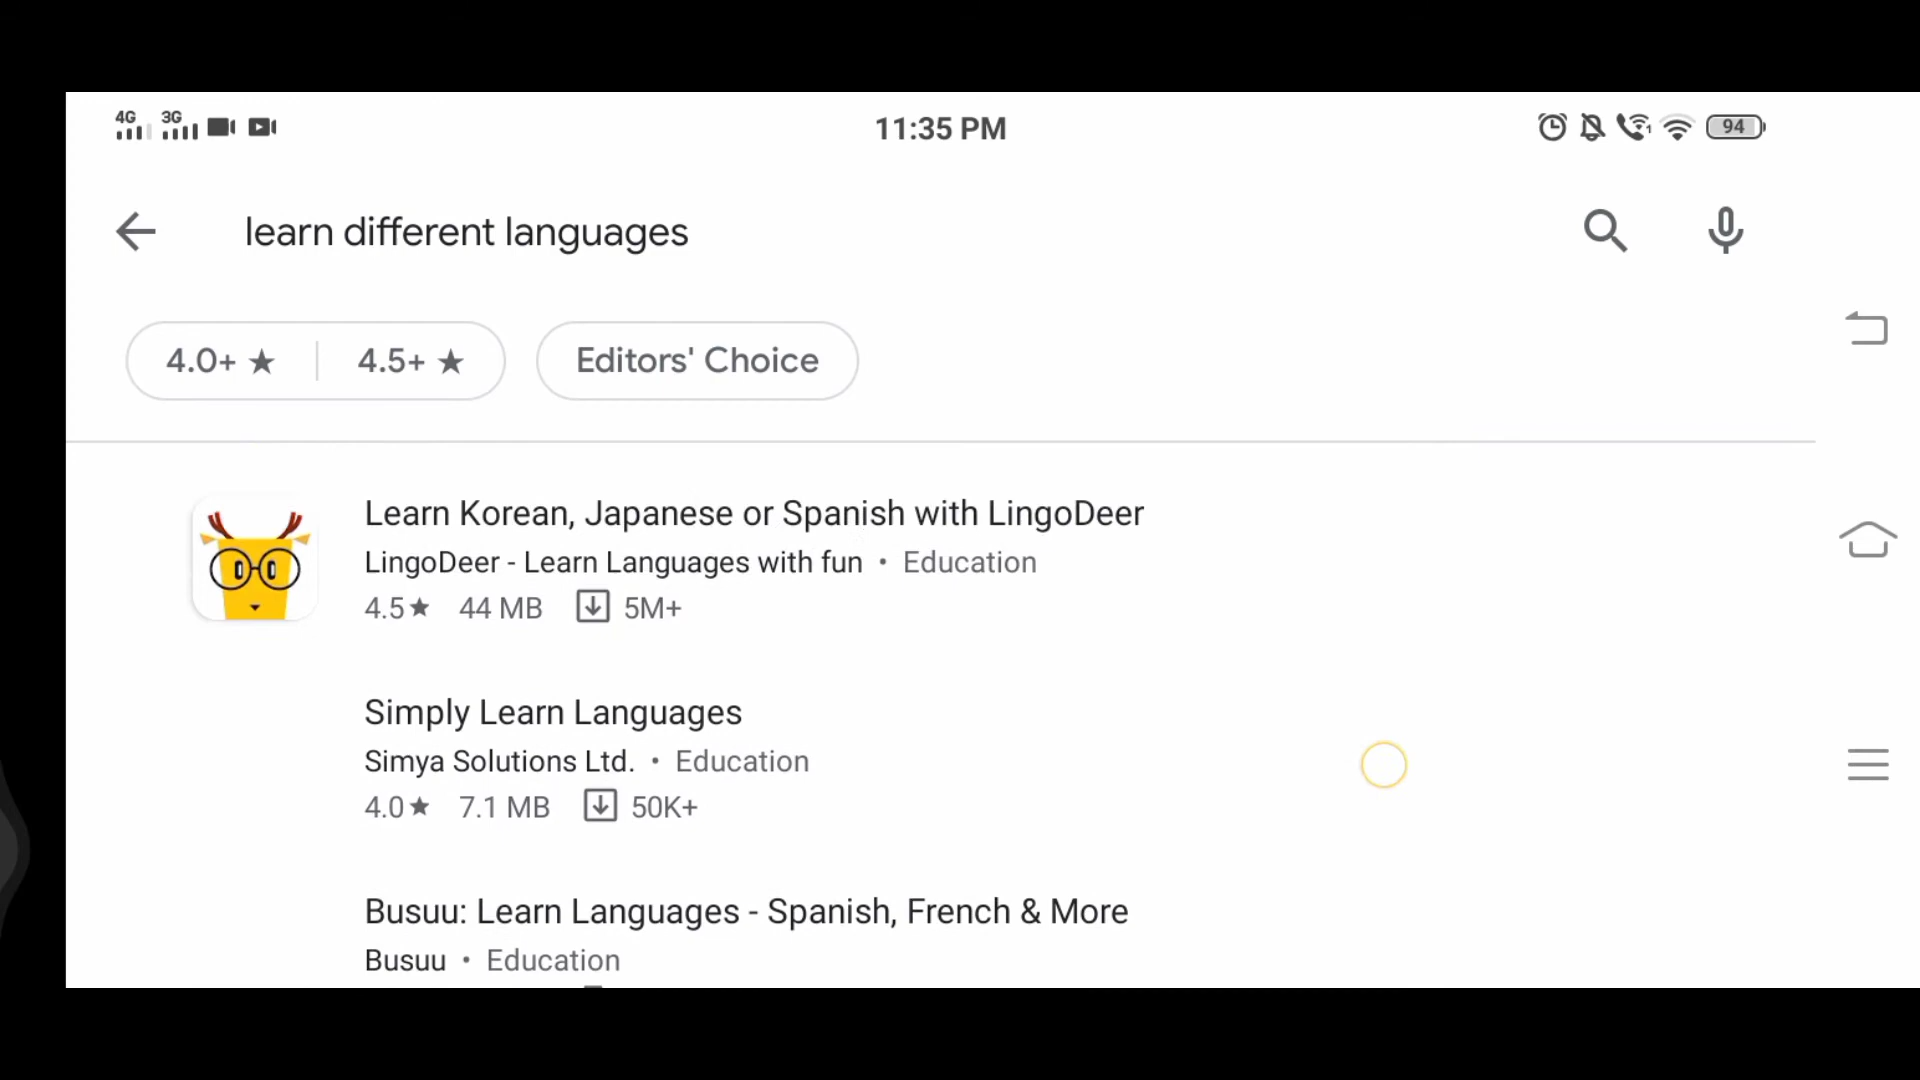 4G 3G 11:35 PM 1 94
learn different languages
4.0+ ★ 4.5+ ★ Editors' Choice
Learn Korean, Japanese or Spanish with LingoDeer
LingoDeer - Learn Languages with fun • Education
4.5★ 44 MB 5M+
Simply Learn Languages
Simya Solutions Ltd. • Education
4.0★ 7.1 MB 50K+
Busuu: Learn Languages - Spanish, French & More
Busuu • Education